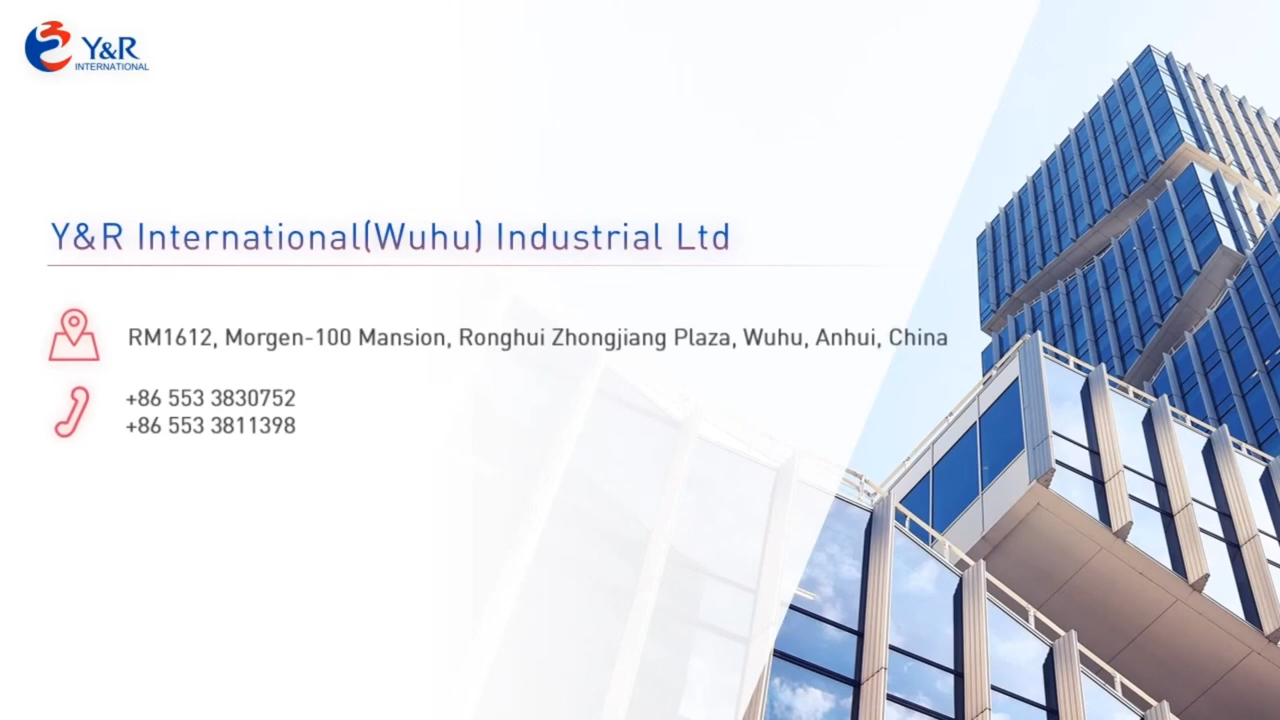 Y&R
INTERNATIONAL
Y&R International(Wuhu) Industrial Ltd
RM1612, Morgen-100 Mansion, Ronghui Zhongjiang Plaza, Wuhu, Anhui, China
+86 553 3830752
+86 553 3811398